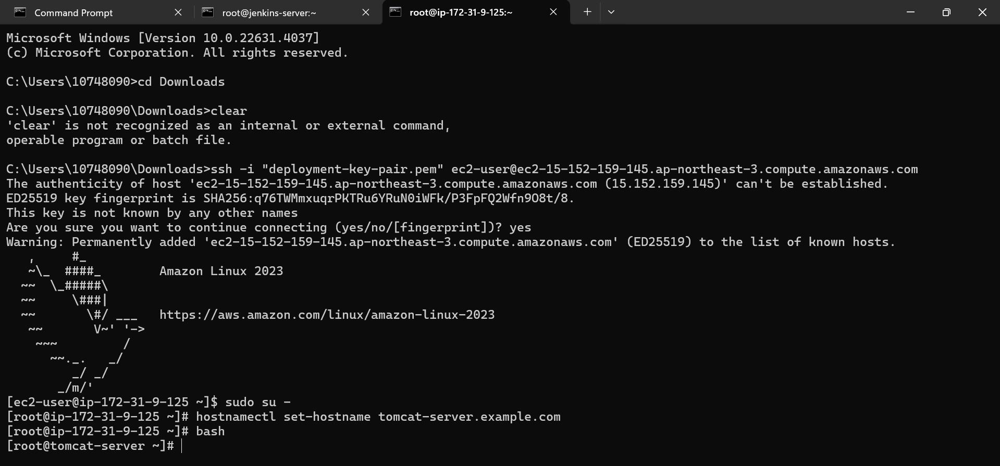 Command Prompt
root@jenkins-server:~
root@ip-172-31-9-125:~
Microsoft Windows [Version 10.0.22631.4037]
(c) Microsoft Corporation. All rights reserved.
C:\Users\10748090>cd Downloads
C:\Users\10748090\Downloads>clear
'clear' is not recognized as an internal or external command,
operable program or batch file.
C:\Users\10748090\Downloads>ssh -i "deployment-key-pair.pem" ec2-user@ec2-15-152-159-145.ap-northeast-3.compute.amazonaws.com
The authenticity of host 'ec2-15-152-159-145.ap-northeast-3.compute.amazonaws.com (15.152.159.145)' can't be established.
ED25519 key fingerprint is SHA256:q76TWMmxuqrPKTRu6YRuN0iWFk/P3FpFQ2Wfn9O8t/8.
This key is not known by any other names
Are you sure you want to continue connecting (yes/no/[fingerprint])? yes
Warning: Permanently added 'ec2-15-152-159-145.ap-northeast-3.compute.amazonaws.com' (ED25519) to the list of known hosts.
   ,     #_
   ~\_  ####_        Amazon Linux 2023
  ~~  \_#####\
  ~~     \###|
  ~~       \#/ ___   https://aws.amazon.com/linux/amazon-linux-2023
   ~~       V~' '->
    ~~~         /
      ~~._.   _/
         _/ _/
       _/m/'
[ec2-user@ip-172-31-9-125 ~]$ sudo su -
[root@ip-172-31-9-125 ~]# hostnamectl set-hostname tomcat-server.example.com
[root@ip-172-31-9-125 ~]# bash
[root@tomcat-server ~]#